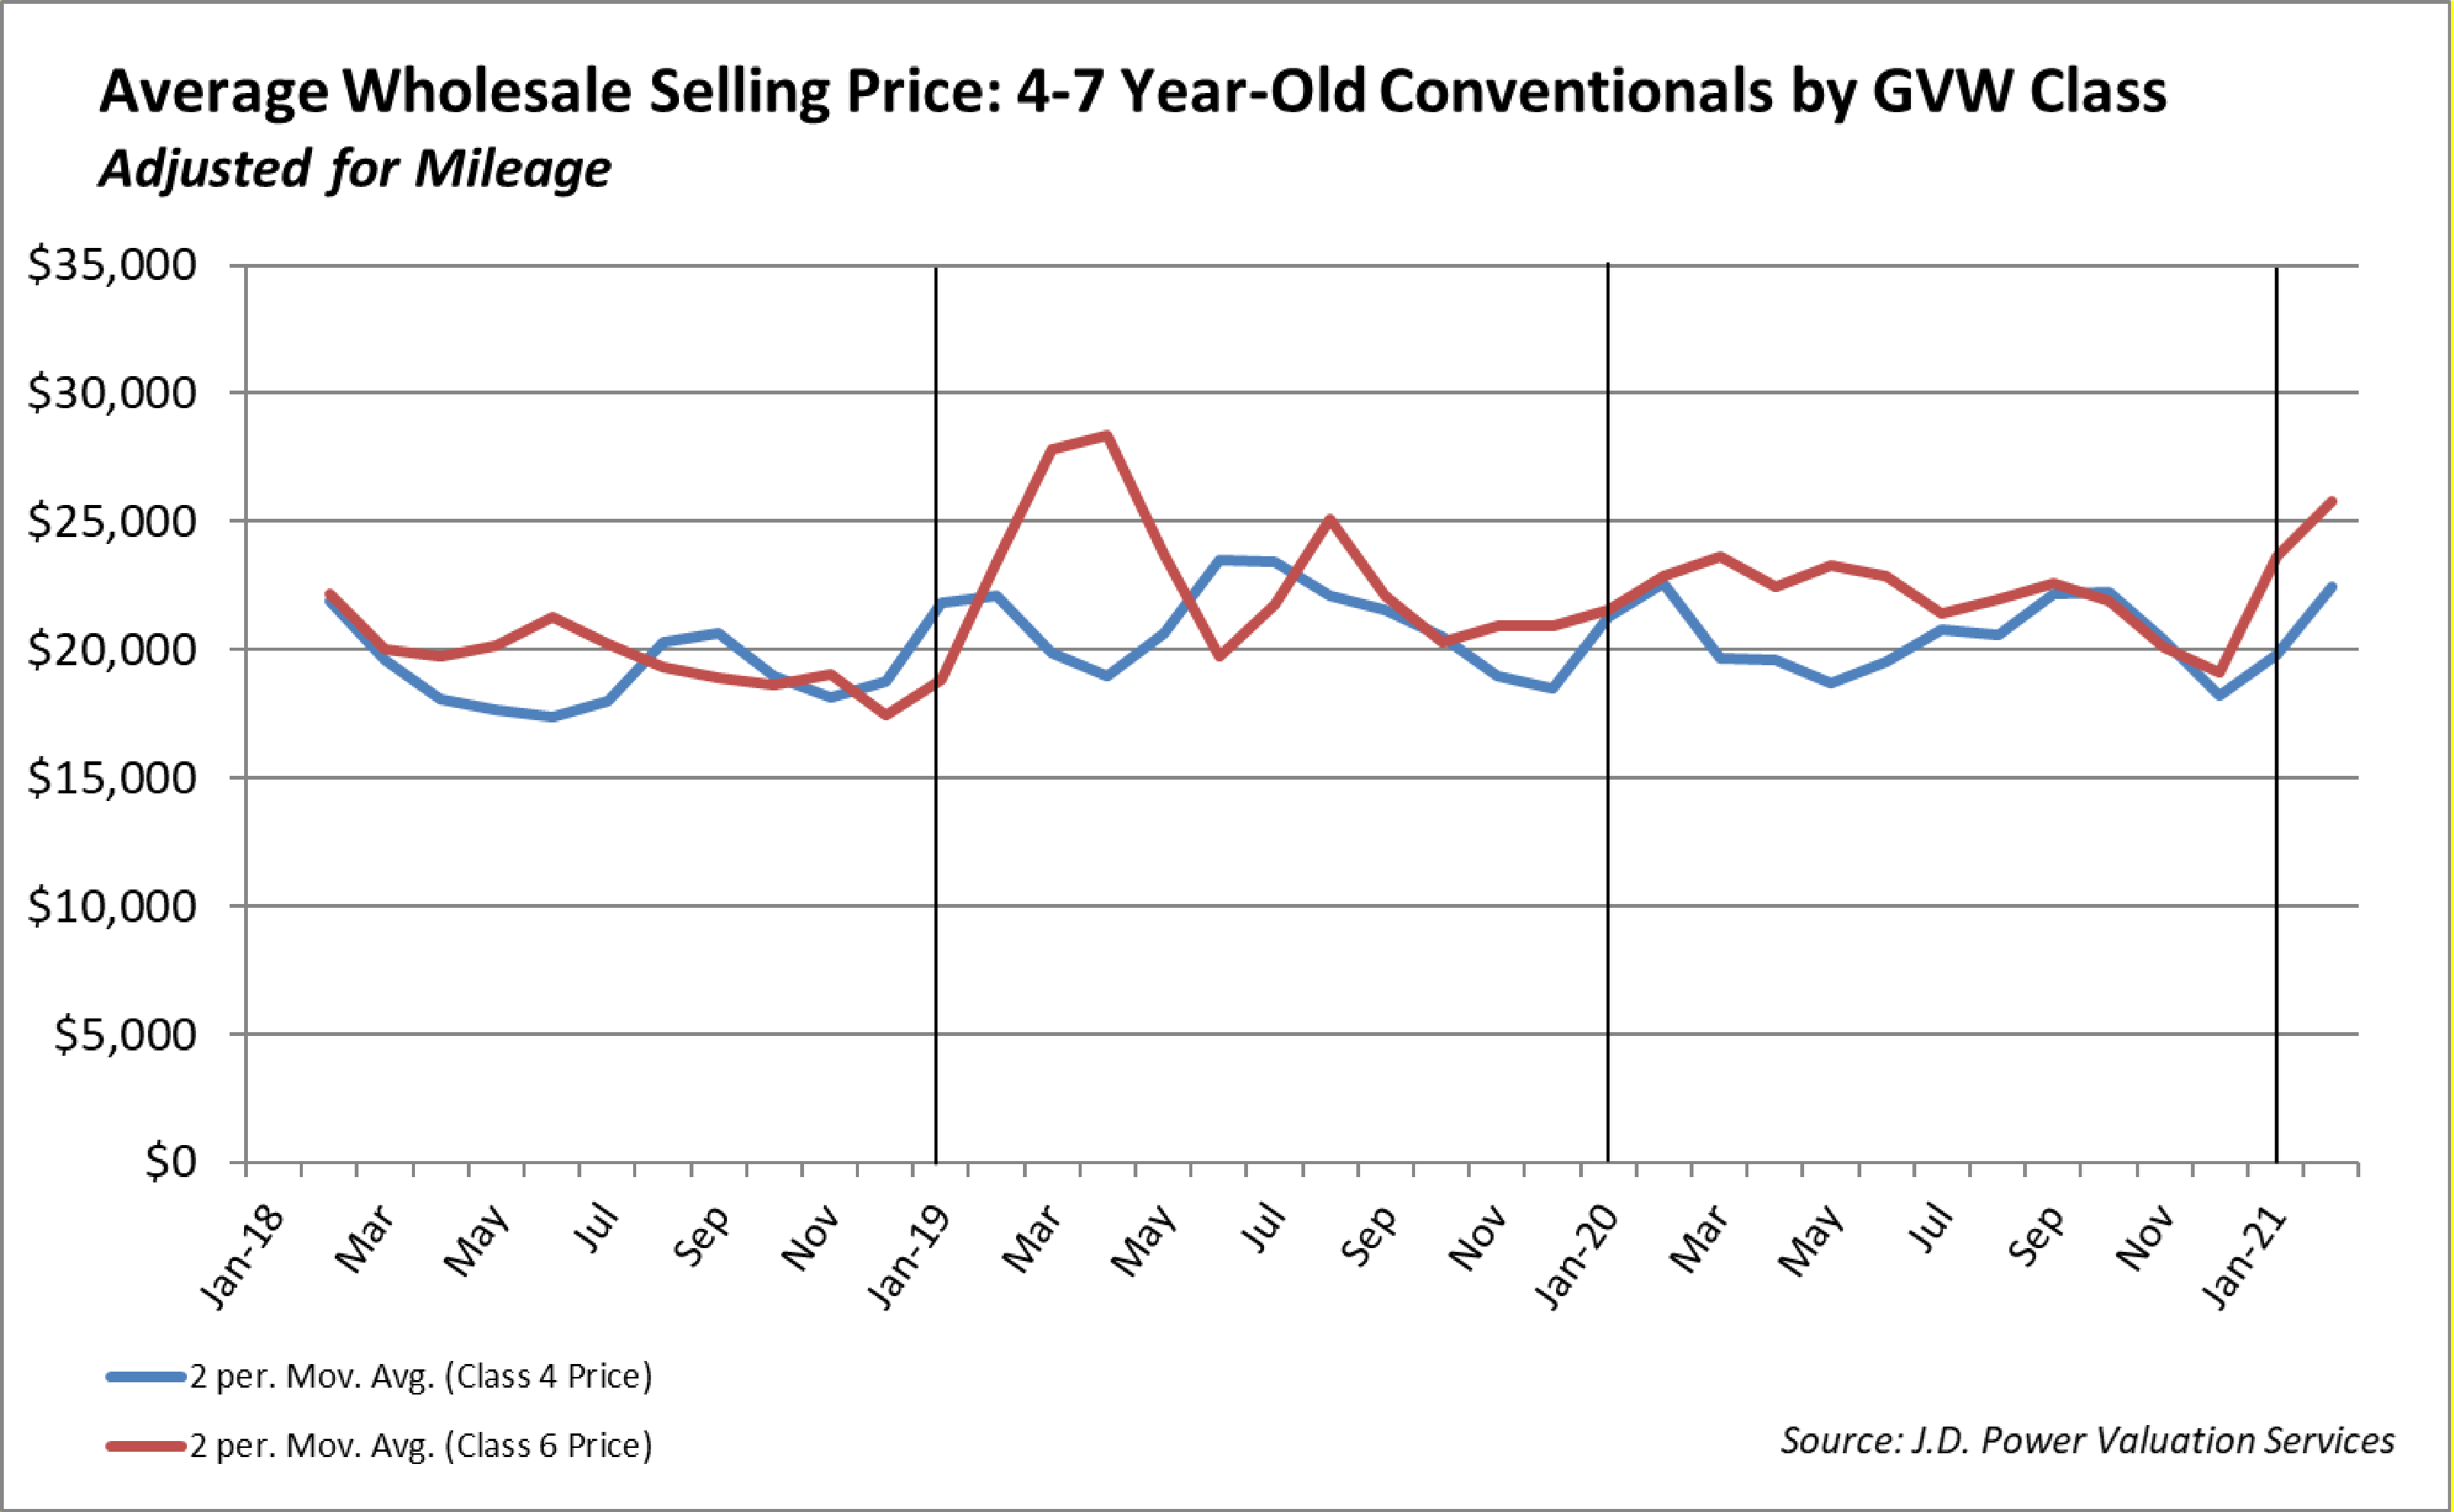 Average Wholesale Selling Price: 4-7 Year-Old Conventionals by GVW Class
Adjusted for Mileage
$35,000
$30,000
$25,000
$20,000
$15,000
$10,000
$5,000
$0
Jan-18 Mar May Jul Sep Nov Jan-19 Mar May Jul Sep Nov Jan-20 Mar May Jul Sep Nov Jan-21
2 per. Mov. Avg. (Class 4 Price)
2 per. Mov. Avg. (Class 6 Price)
Source: J.D. Power Valuation Services